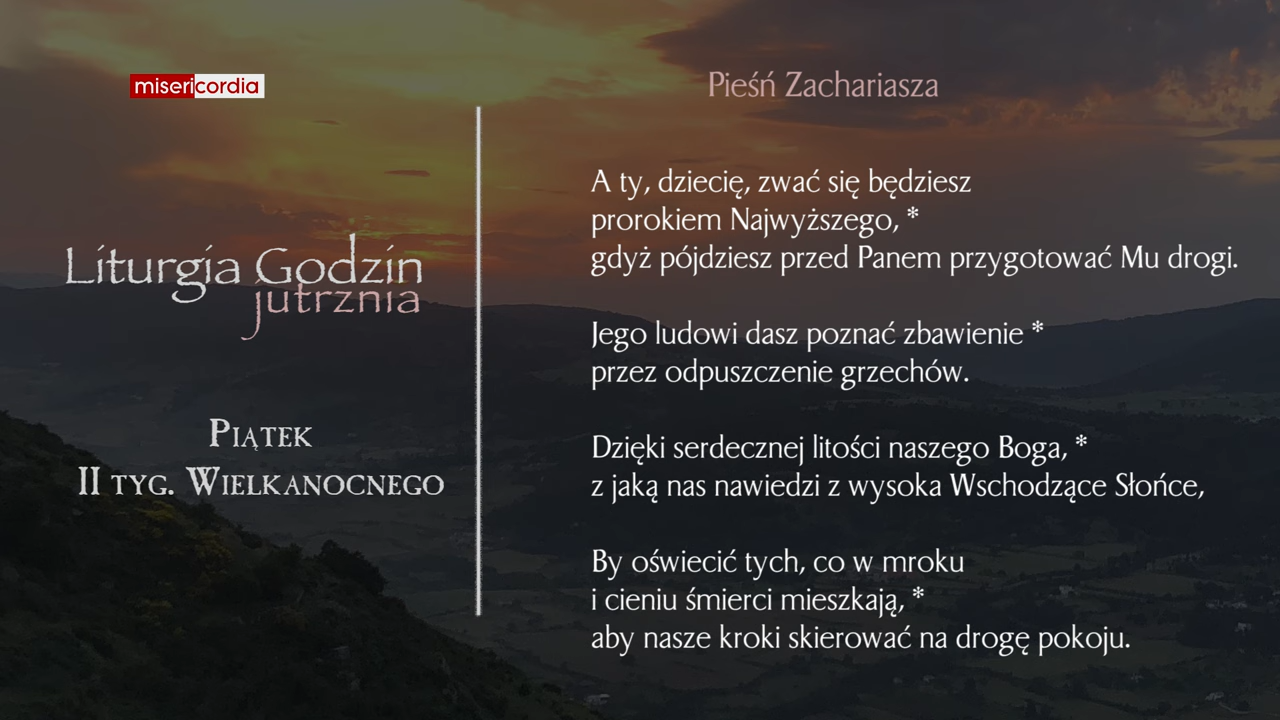 misericordia
Liturgia Godzin
jutrznia
Piątek
II tyg. Wielkanocnego
Pieśń Zachariasza
A ty, dziecię, zwać się będziesz
prorokiem Najwyższego, *
gdyż pójdziesz przed Panem przygotować Mu drogi.
Jego ludowi dasz poznać zbawienie *
przez odpuszczenie grzechów.
Dzięki serdecznej litości naszego Boga, *
z jaką nas nawiedzi z wysoka Wschodzące Słońce,
By oświecić tych, co w mroku
i cieniu śmierci mieszkają, *
aby nasze kroki skierować na drogę pokoju.